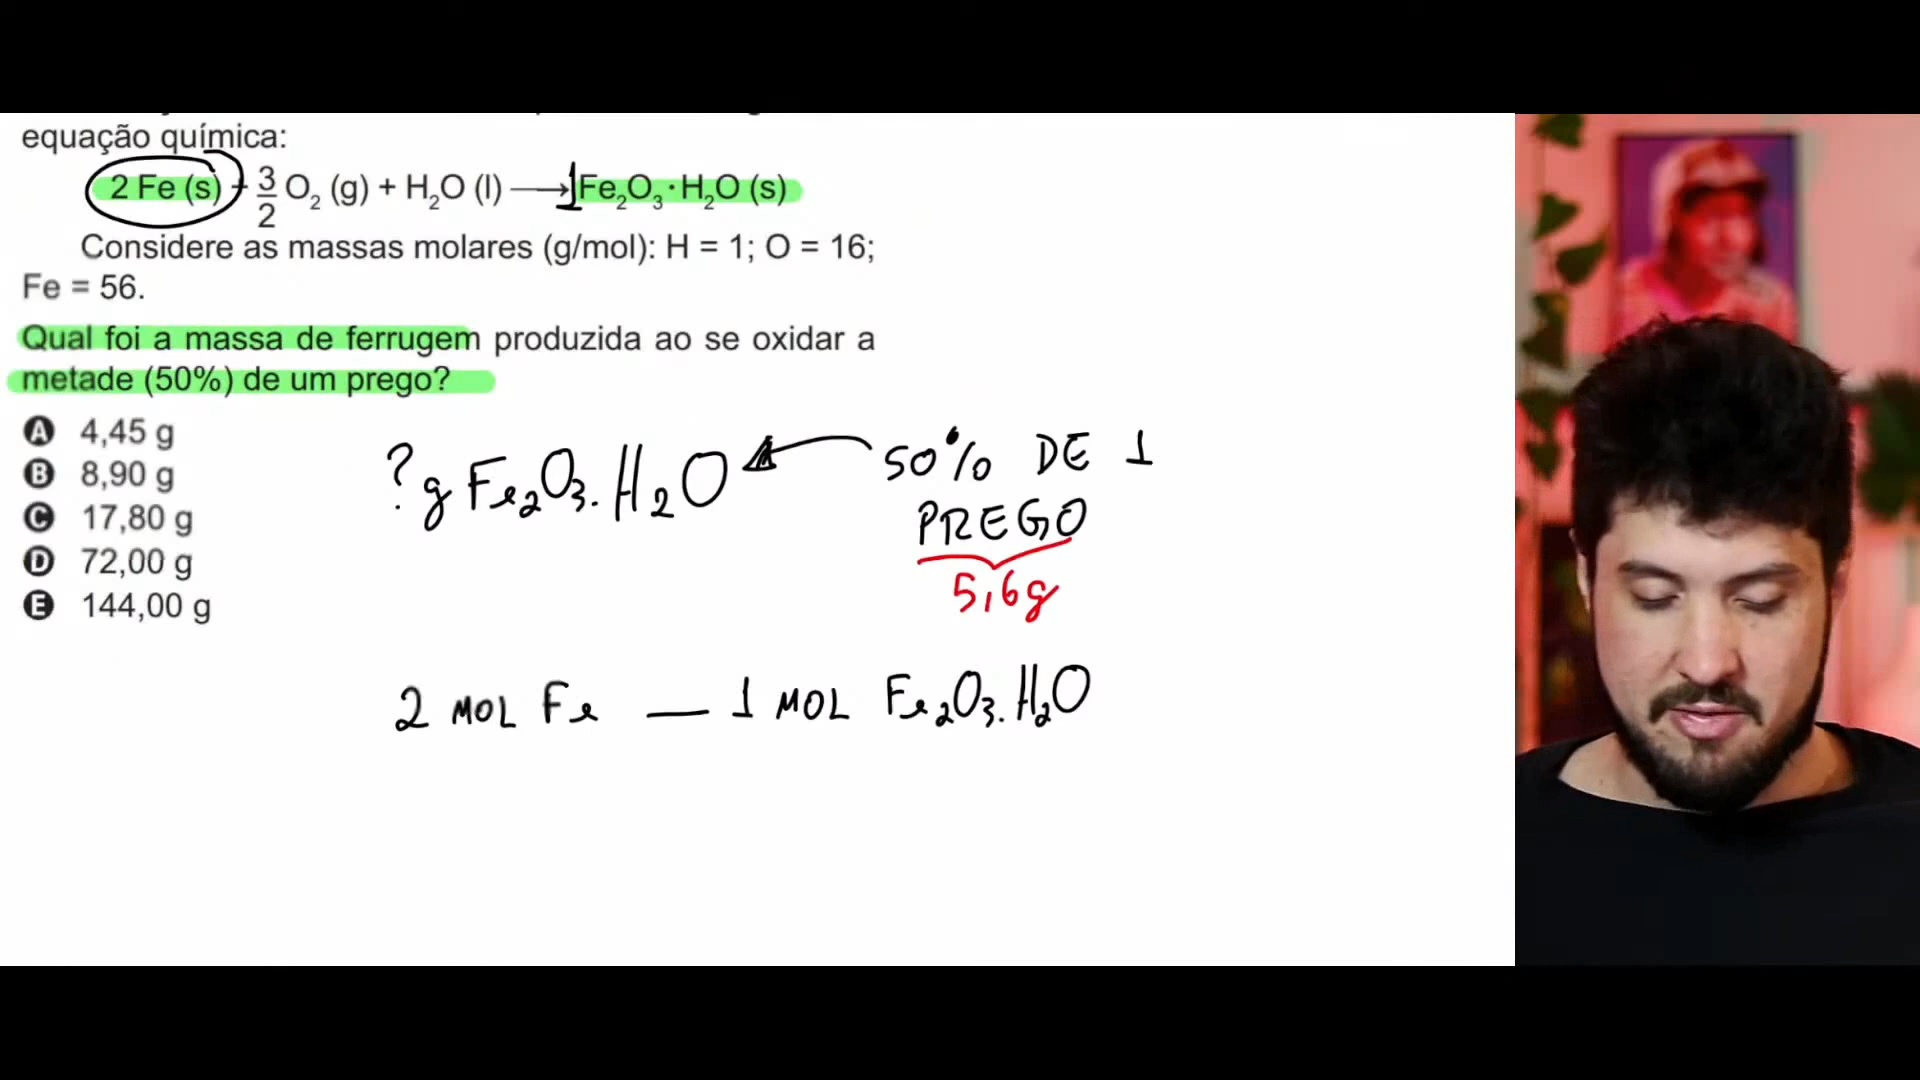 equação química:
2 Fe (s) + 3/2 O₂ (g) + H₂O (l) ⟶ 1 Fe₂O₃·H₂O (s)
Considere as massas molares (g/mol): H = 1; O = 16;
Fe = 56.
Qual foi a massa de ferrugem produzida ao se oxidar a
metade (50%) de um prego?
A 4,45 g
B 8,90 g
C 17,80 g
D 72,00 g
E 144,00 g
? g Fe₂O₃.H₂O
50% DE 1
PREGO
5,6g
2 MOL Fe — 1 MOL Fe₂O₃.H₂O